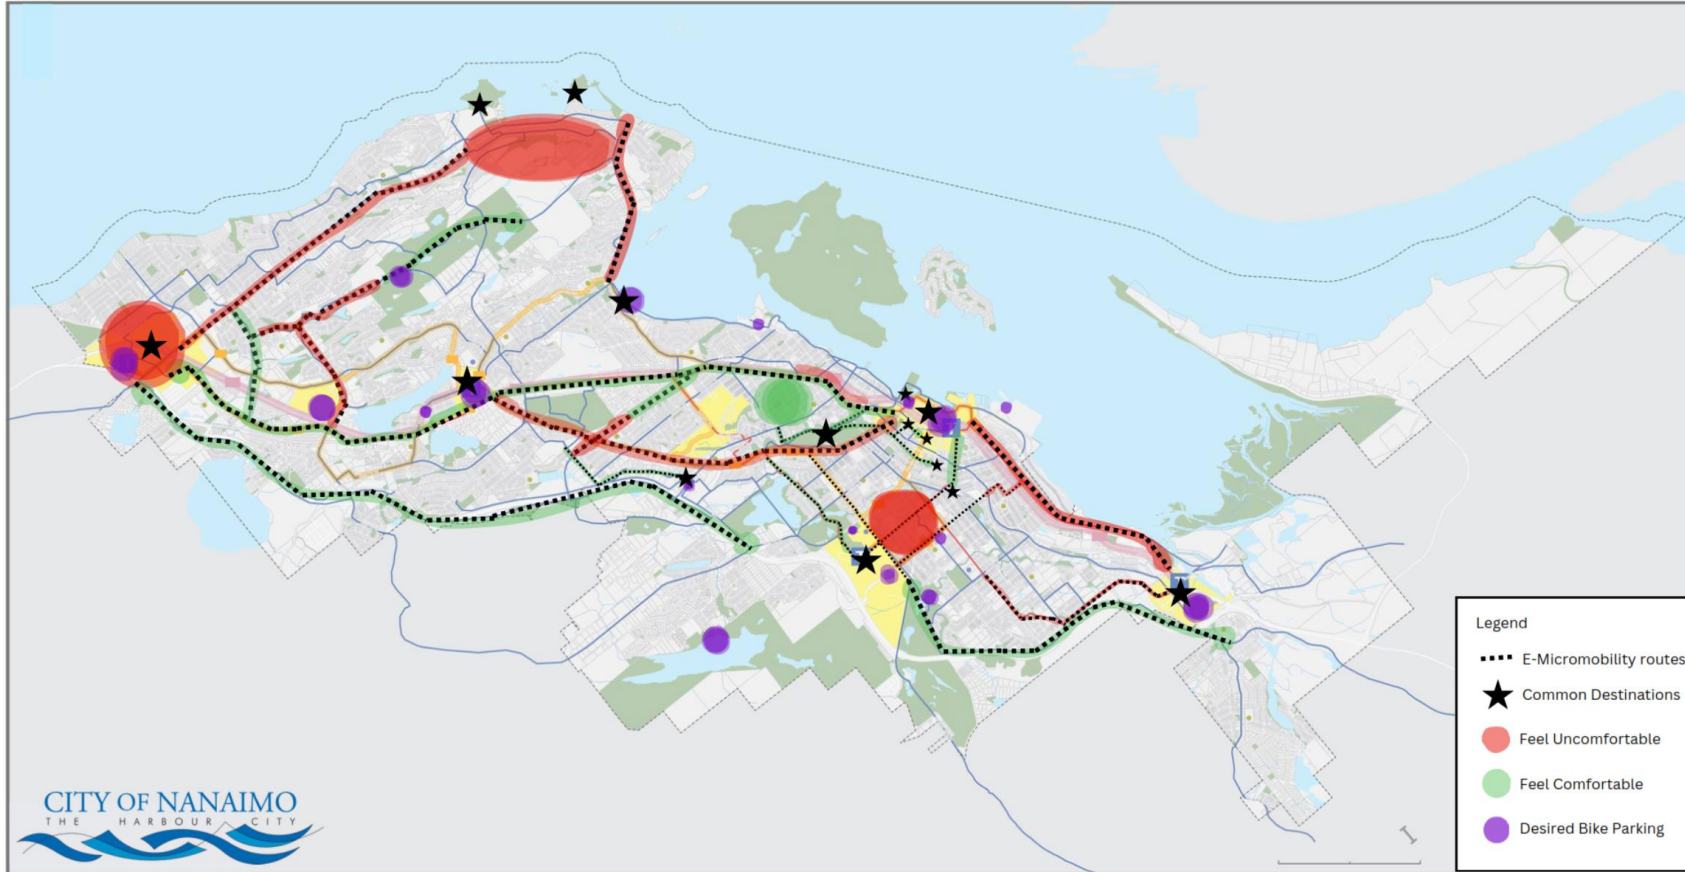 Legend
E-Micromobility routes
Common Destinations
Feel Uncomfortable
Feel Comfortable
Desired Bike Parking
CITY OF NANAIMO
THE HARBOUR CITY